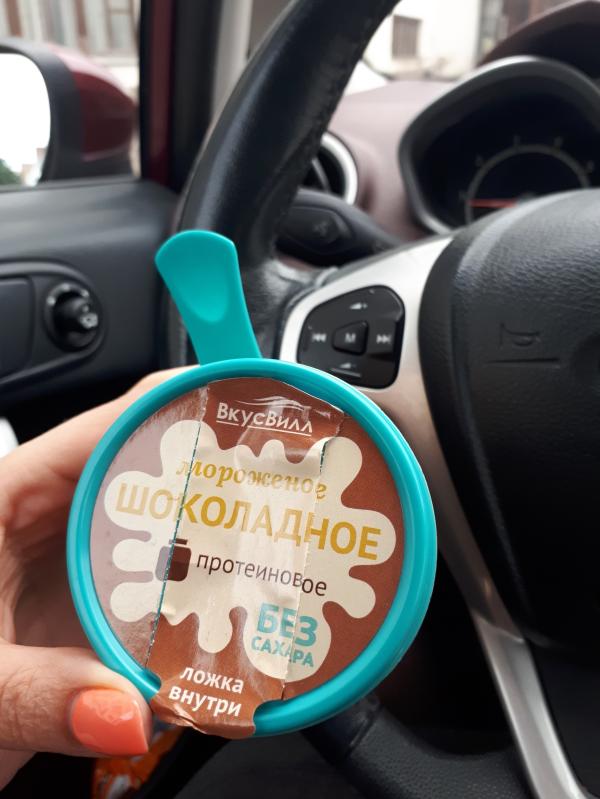 ВкусВилл
Мороженое
ШОКОЛАДНОЕ
протеиновое
БЕЗ
САХАРА
ложка
внутри
M